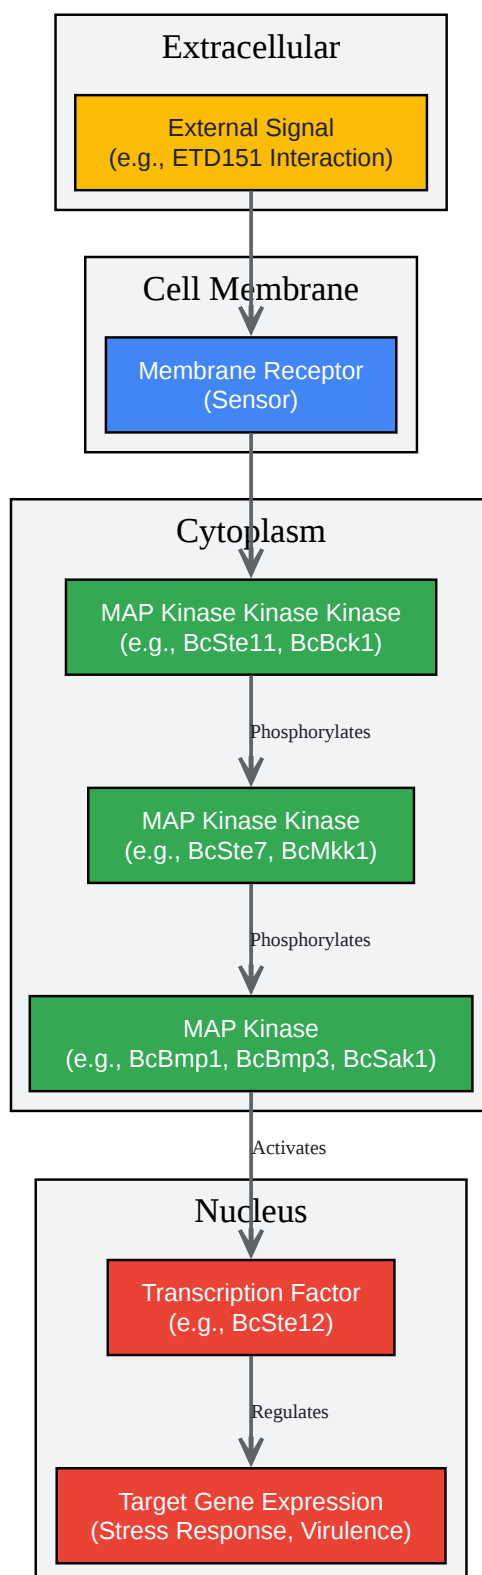 Extracellular
External Signal
(e.g., ETD151 Interaction)
Cell Membrane
Membrane Receptor
(Sensor)
Cytoplasm
MAP Kinase Kinase Kinase
(e.g., BcSte11, BcBck1)
Phosphorylates
MAP Kinase Kinase
(e.g., BcSte7, BcMkk1)
Phosphorylates
MAP Kinase
(e.g., BcBmp1, BcBmp3, BcSak1)
Activates
Nucleus
Transcription Factor
(e.g., BcSte12)
Regulates
Target Gene Expression
(Stress Response, Virulence)